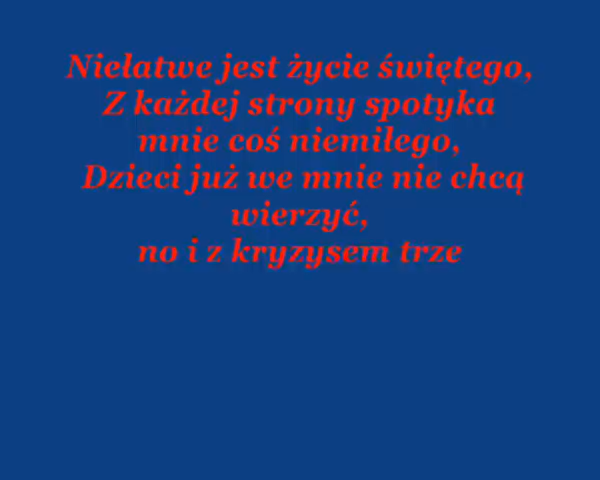 Niełatwe jest życie świętego,
Z każdej strony spotyka
mnie coś niemiłego,
Dzieci już we mnie nie chcą
wierzyć,
no i z kryzysem trze